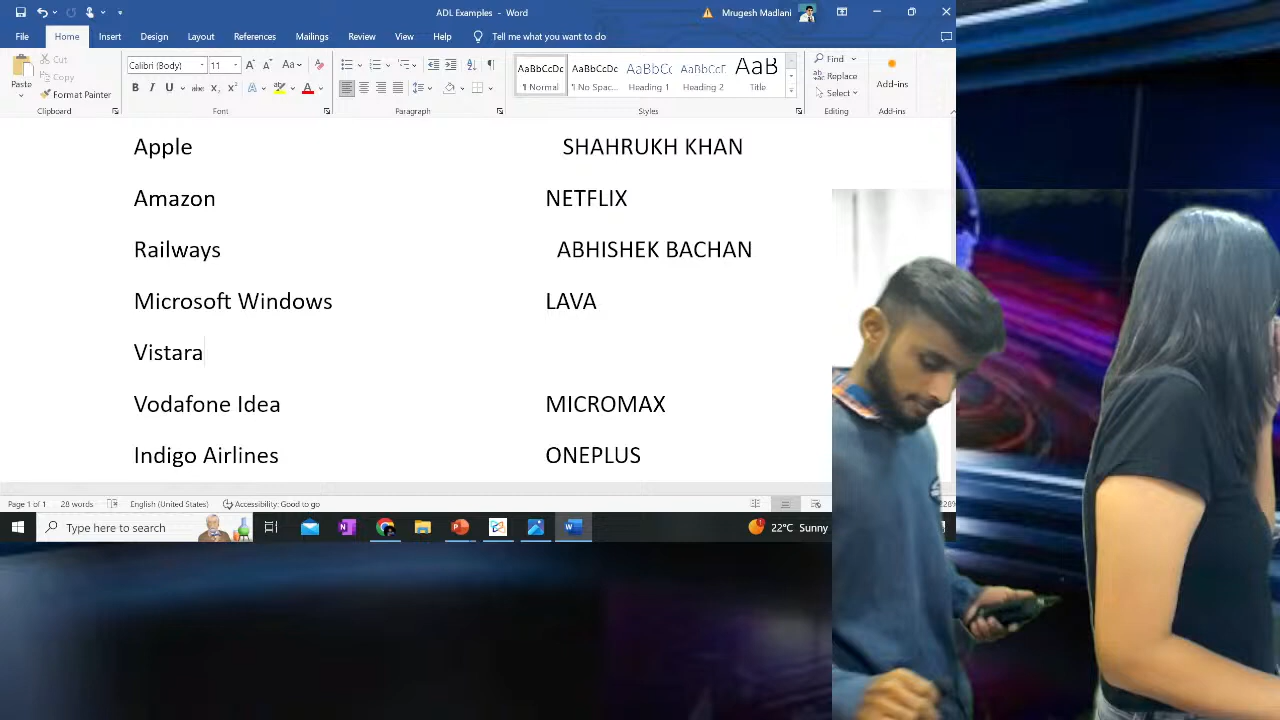 ADL Examples - Word
Mrugesh Madlani
File Home Insert Design Layout References Mailings Review View Help Tell me what you want to do
Paste
Cut
Copy
Format Painter
Clipboard
Calibri (Body) 11
Font
Paragraph
AaBbCcDc AaBbCcDc AaBbCc AaBbCcD AaB
¶ Normal ¶ No Spac... Heading 1 Heading 2 Title
Styles
Find
Replace
Select
Editing
Add-ins
Add-ins
Apple SHAHRUKH KHAN
Amazon NETFLIX
Railways ABHISHEK BACHAN
Microsoft Windows LAVA
Vistara
Vodafone Idea MICROMAX
Indigo Airlines ONEPLUS
Page 1 of 1 28 words English (United States) Accessibility: Good to go
Type here to search 22°C Sunny